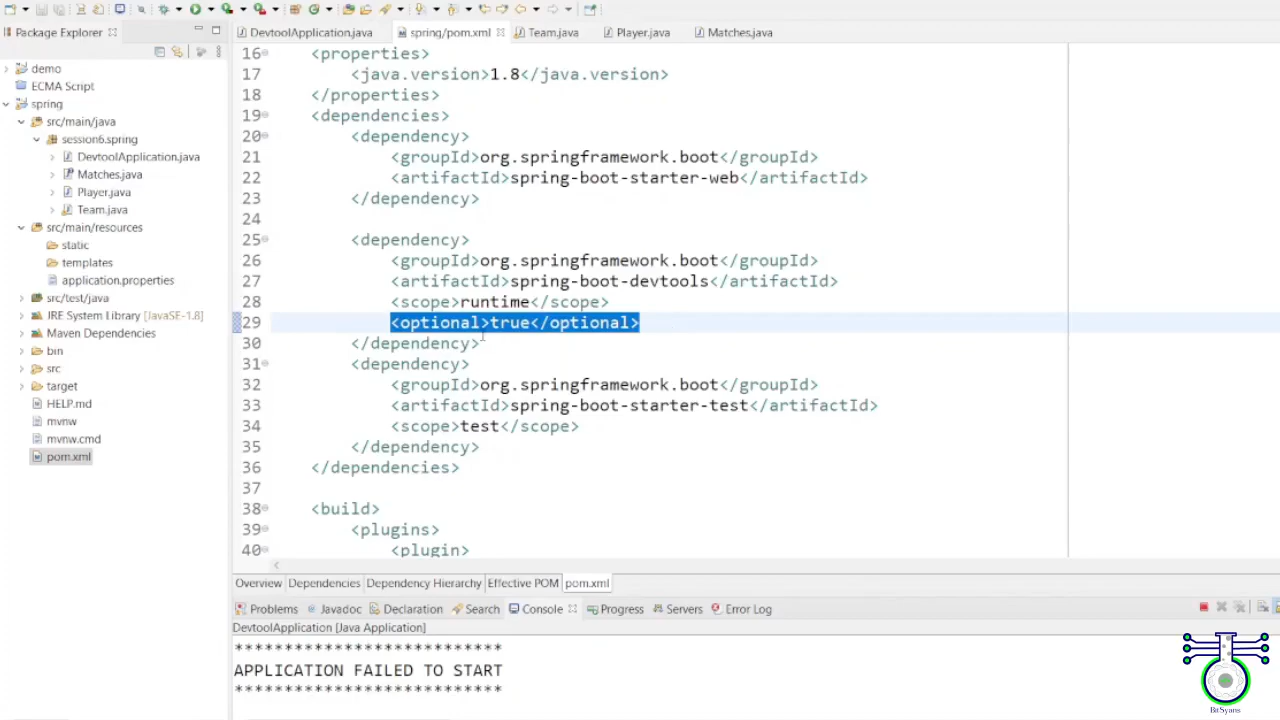 Package Explorer
demo
ECMA Script
spring
src/main/java
session6.spring
DevtoolApplication.java
Matches.java
Player.java
Team.java
src/main/resources
static
templates
application.properties
src/test/java
JRE System Library [JavaSE-1.8]
Maven Dependencies
bin
src
target
HELP.md
mvnw
mvnw.cmd
pom.xml
DevtoolApplication.java spring/pom.xml Team.java Player.java Matches.java
16 <properties>
17 <java.version>1.8</java.version>
18 </properties>
19 <dependencies>
20 <dependency>
21 <groupId>org.springframework.boot</groupId>
22 <artifactId>spring-boot-starter-web</artifactId>
23 </dependency>
24
25 <dependency>
26 <groupId>org.springframework.boot</groupId>
27 <artifactId>spring-boot-devtools</artifactId>
28 <scope>runtime</scope>
29 <optional>true</optional>
30 </dependency>
31 <dependency>
32 <groupId>org.springframework.boot</groupId>
33 <artifactId>spring-boot-starter-test</artifactId>
34 <scope>test</scope>
35 </dependency>
36 </dependencies>
37
38 <build>
39 <plugins>
40 <plugin>
Overview Dependencies Dependency Hierarchy Effective POM pom.xml
Problems Javadoc Declaration Search Console Progress Servers Error Log
DevtoolApplication [Java Application]
***************************
APPLICATION FAILED TO START
***************************
BitSyans